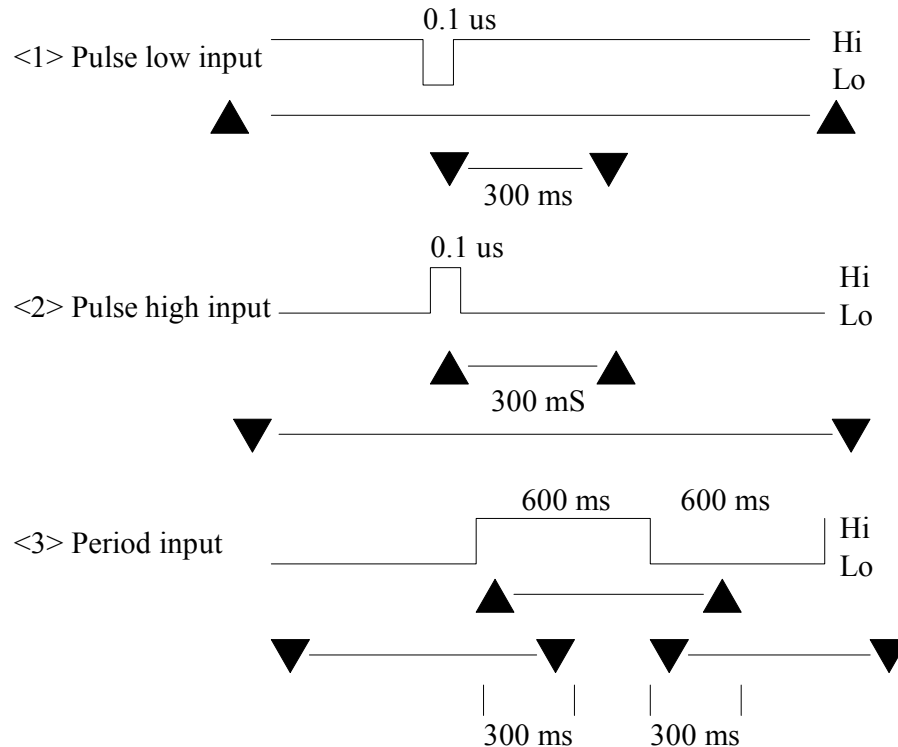 0.1 us
<1> Pulse low input
Hi
Lo
300 ms
0.1 us
<2> Pulse high input
Hi
Lo
300 mS
600 ms 600 ms
<3> Period input
Hi
Lo
300 ms 300 ms